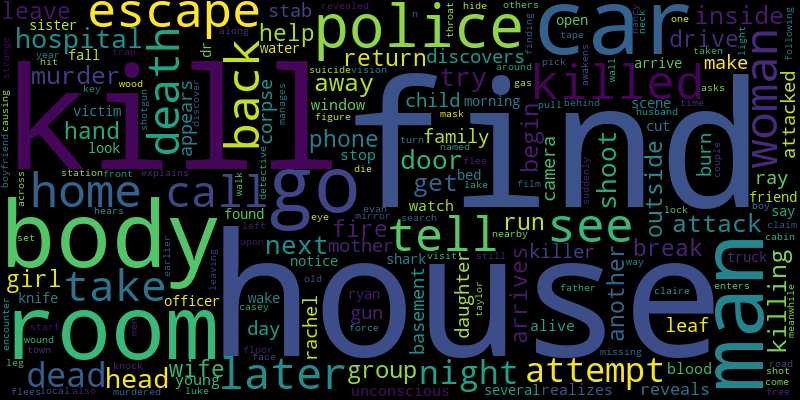 leave sister stab escape police car inside
hospital help return discovers open drive
murder fall dr water tape arrive make
death back appears corpse window away try killed woman attacked
kill find
victim hand look phone child morning scene
key wood shotgun discover manages figure mask family door begin camera shoot outside burn
boyfriend causing strange year hit trap suicide vision
home call go stop die turn named get bed lake film cut husband ray friend say
station front explains walk detective eye mirror evan watch search nearby flee suddenly couple lock boy claim cabin
body found fire tell run see attack truck
across hears set earlier left upon next mother visit still killer another break way
room take notice shark basement daughter arrives enters man killing
girl knife officer wake rachel old ryan gun force casey taylor alive father claire leaf meanwhile
encounter start wound town men day house missing road
dead head wife young face floor group blood shot
leg knock luke later night attempt reveals come
flees local also murdered unconscious several realizes free
along revealed n throat hide others finding awakens around gas pull behind wall pick neck one light taken asks time following